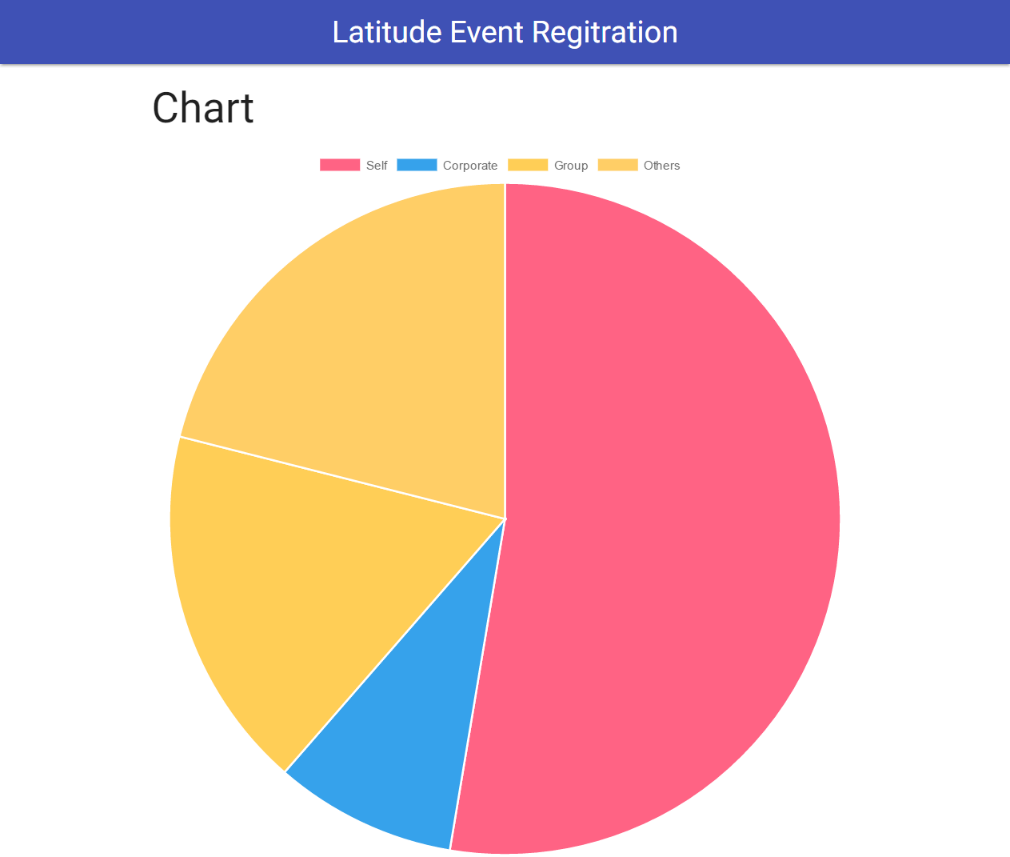 Latitude Event Regitration
Chart
Self Corporate Group Others